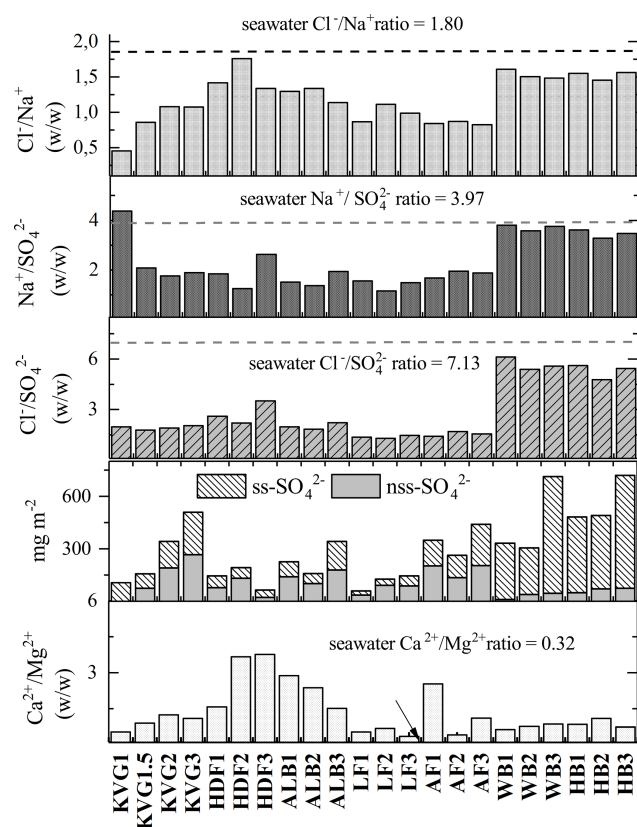 seawater Cl⁻/Na⁺ ratio = 1.80
2,0
1,5
1,0
0,5
Cl⁻/Na⁺
(w/w)
seawater Na⁺/ SO₄²⁻ ratio = 3.97
4
2
Na⁺/SO₄²⁻
(w/w)
seawater Cl⁻/SO₄²⁻ ratio = 7.13
6
3
Cl⁻/SO₄²⁻
(w/w)
ss-SO₄²⁻ nss-SO₄²⁻
600
300
6
mg m⁻²
seawater Ca²⁺/Mg²⁺ ratio = 0.32
3
Ca²⁺/Mg²⁺
(w/w)
KVG1
KVG1.5
KVG2
KVG3
HDF1
HDF2
HDF3
ALB1
ALB2
ALB3
LF1
LF2
LF3
AF1
AF2
AF3
WB1
WB2
WB3
HB1
HB2
HB3